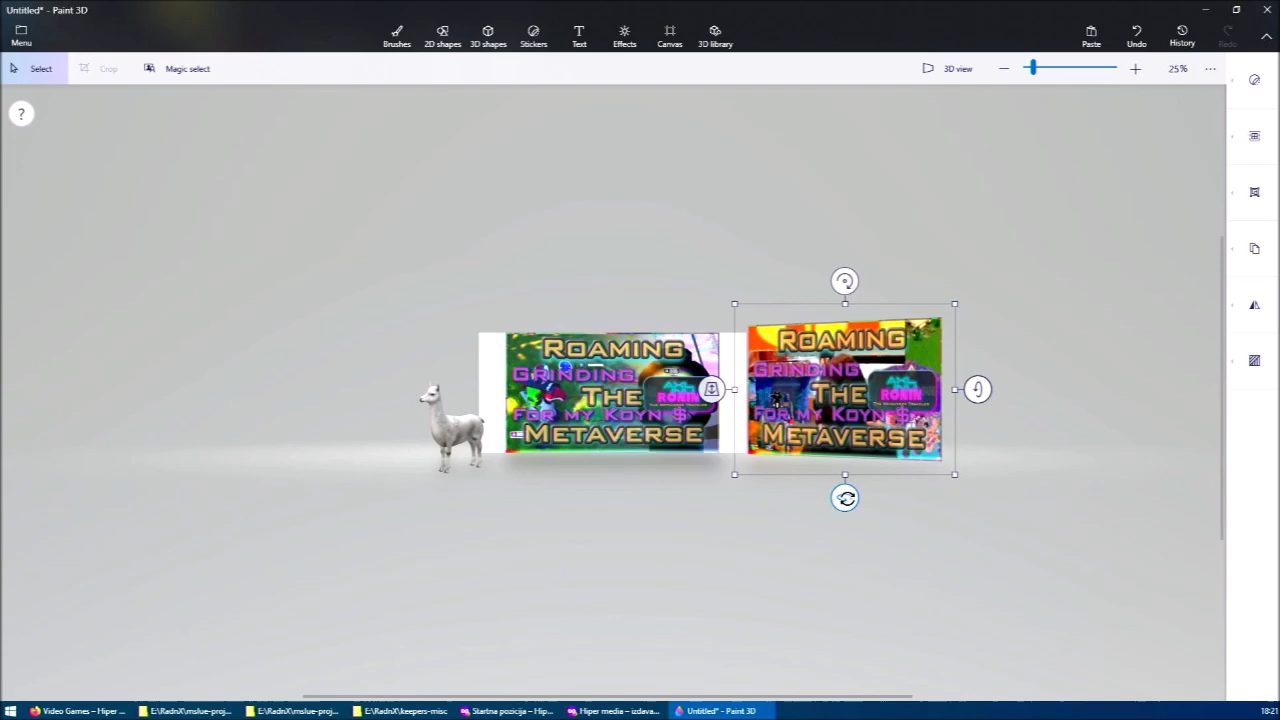 Untitled* - Paint 3D
Menu
Brushes
2D shapes
3D shapes
Stickers
Text
Effects
Canvas
3D library
Paste
Undo
History
Redo
Select
Crop
Magic select
3D view
25%
?
ROAMING
GRINDING
THE
FOR MY KOYN $
METAVERSE
RONIN
ROAMING
GRINDING
THE
FOR MY KOYN $
METAVERSE
RONIN
Video Games – Hiper ...
E:\RadnX\mslue-proj...
E:\RadnX\mslue-proj...
E:\RadnX\keepers-misc
Startna pozicija – Hip...
Hiper media – izdava...
Untitled* - Paint 3D
18:21